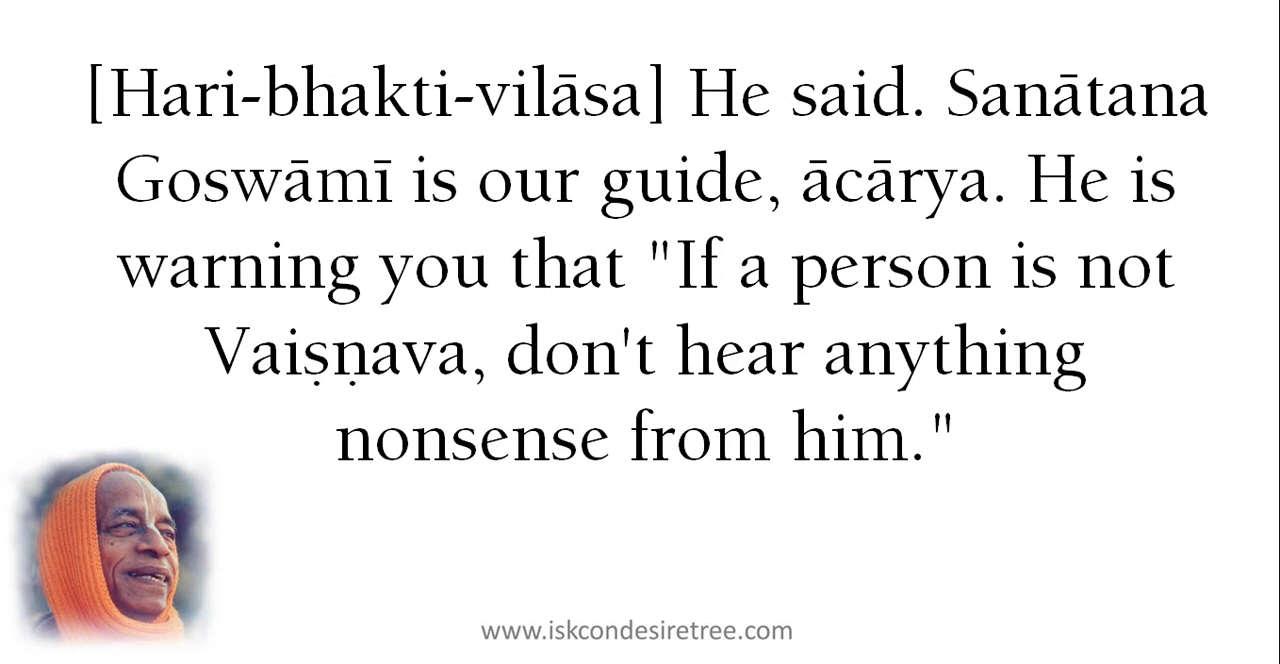 [Hari-bhakti-vilāsa] He said. Sanātana
Goswāmī is our guide, ācārya. He is
warning you that "If a person is not
Vaiṣṇava, don't hear anything
nonsense from him."
www.iskcondesiretree.com